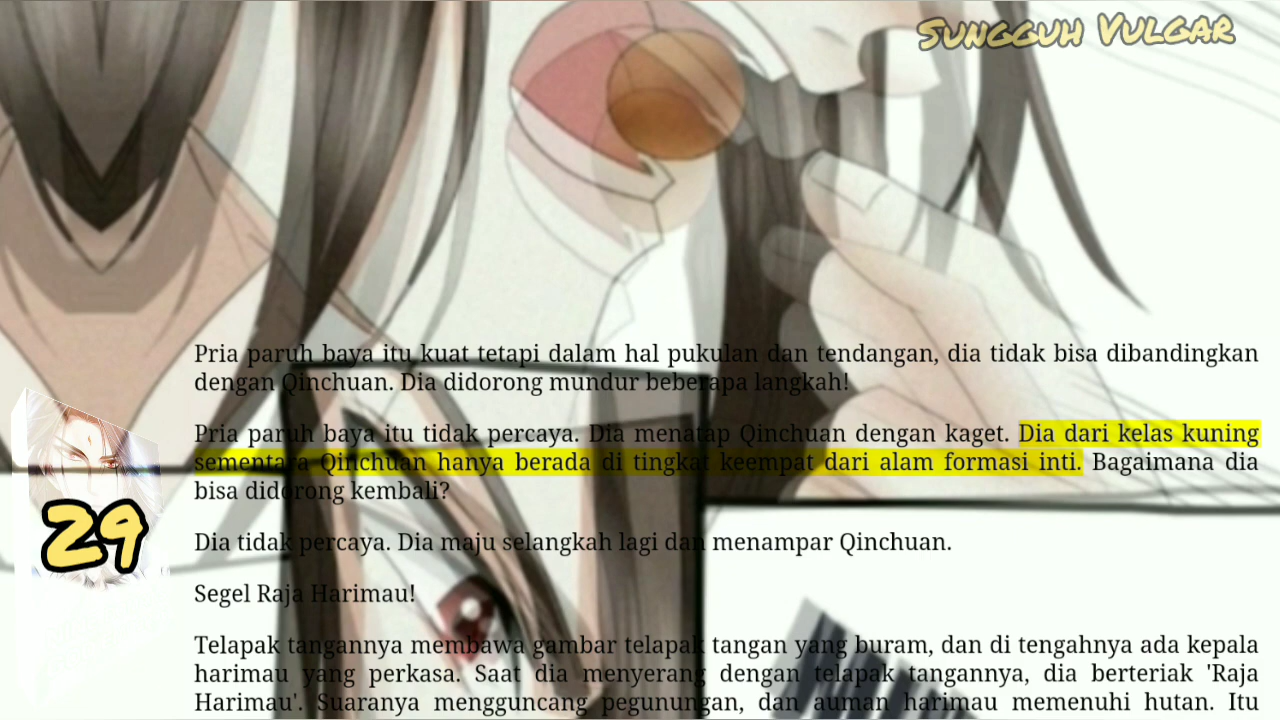 Sungguh Vulgar
Pria paruh baya itu kuat tetapi dalam hal pukulan dan tendangan, dia tidak bisa dibandingkan
dengan Qinchuan. Dia didorong mundur beberapa langkah!
Pria paruh baya itu tidak percaya. Dia menatap Qinchuan dengan kaget. Dia dari kelas kuning
sementara Qinchuan hanya berada di tingkat keempat dari alam formasi inti. Bagaimana dia
bisa didorong kembali?
Dia tidak percaya. Dia maju selangkah lagi dan menampar Qinchuan.
29
Segel Raja Harimau!
Telapak tangannya membawa gambar telapak tangan yang buram, dan di tengahnya ada kepala
harimau yang perkasa. Saat dia menyerang dengan telapak tangannya, dia berteriak 'Raja
Harimau'. Suaranya mengguncang pegunungan, dan auman harimau memenuhi hutan. Itu